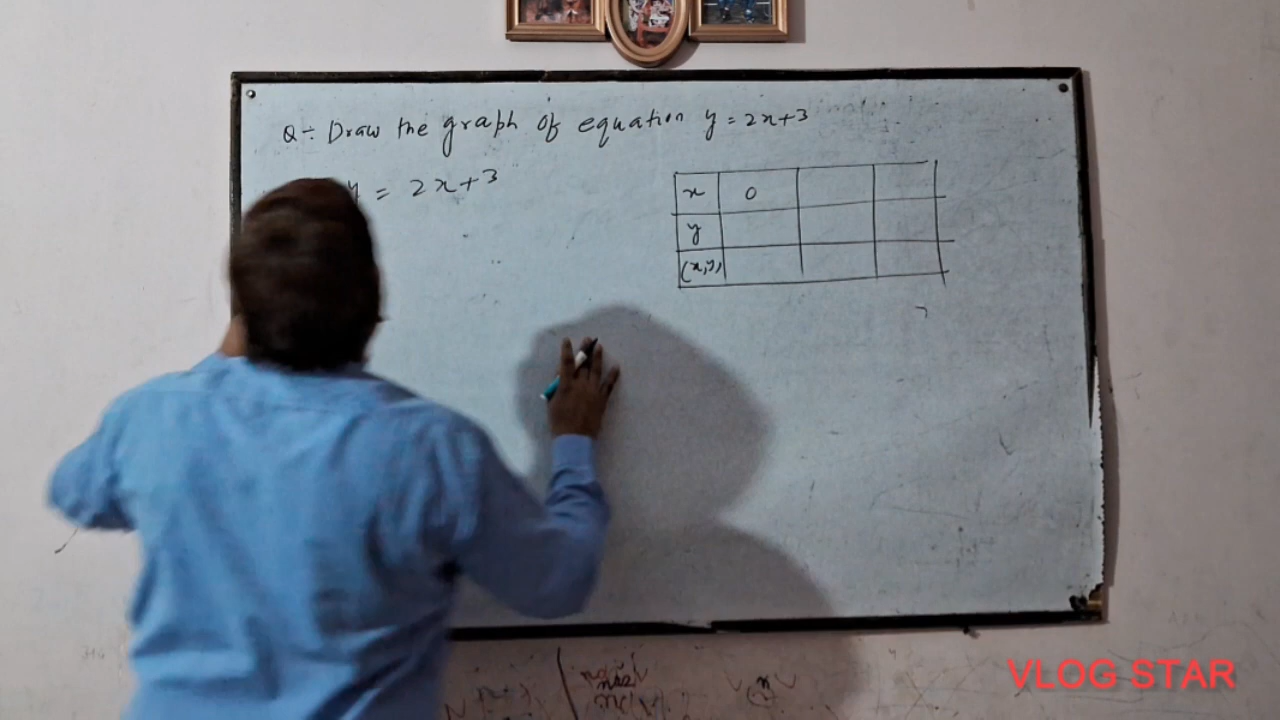 Q÷ Draw the graph of equation y = 2x+3
y = 2x+3
x 0
y
(x,y)
VLOG STAR